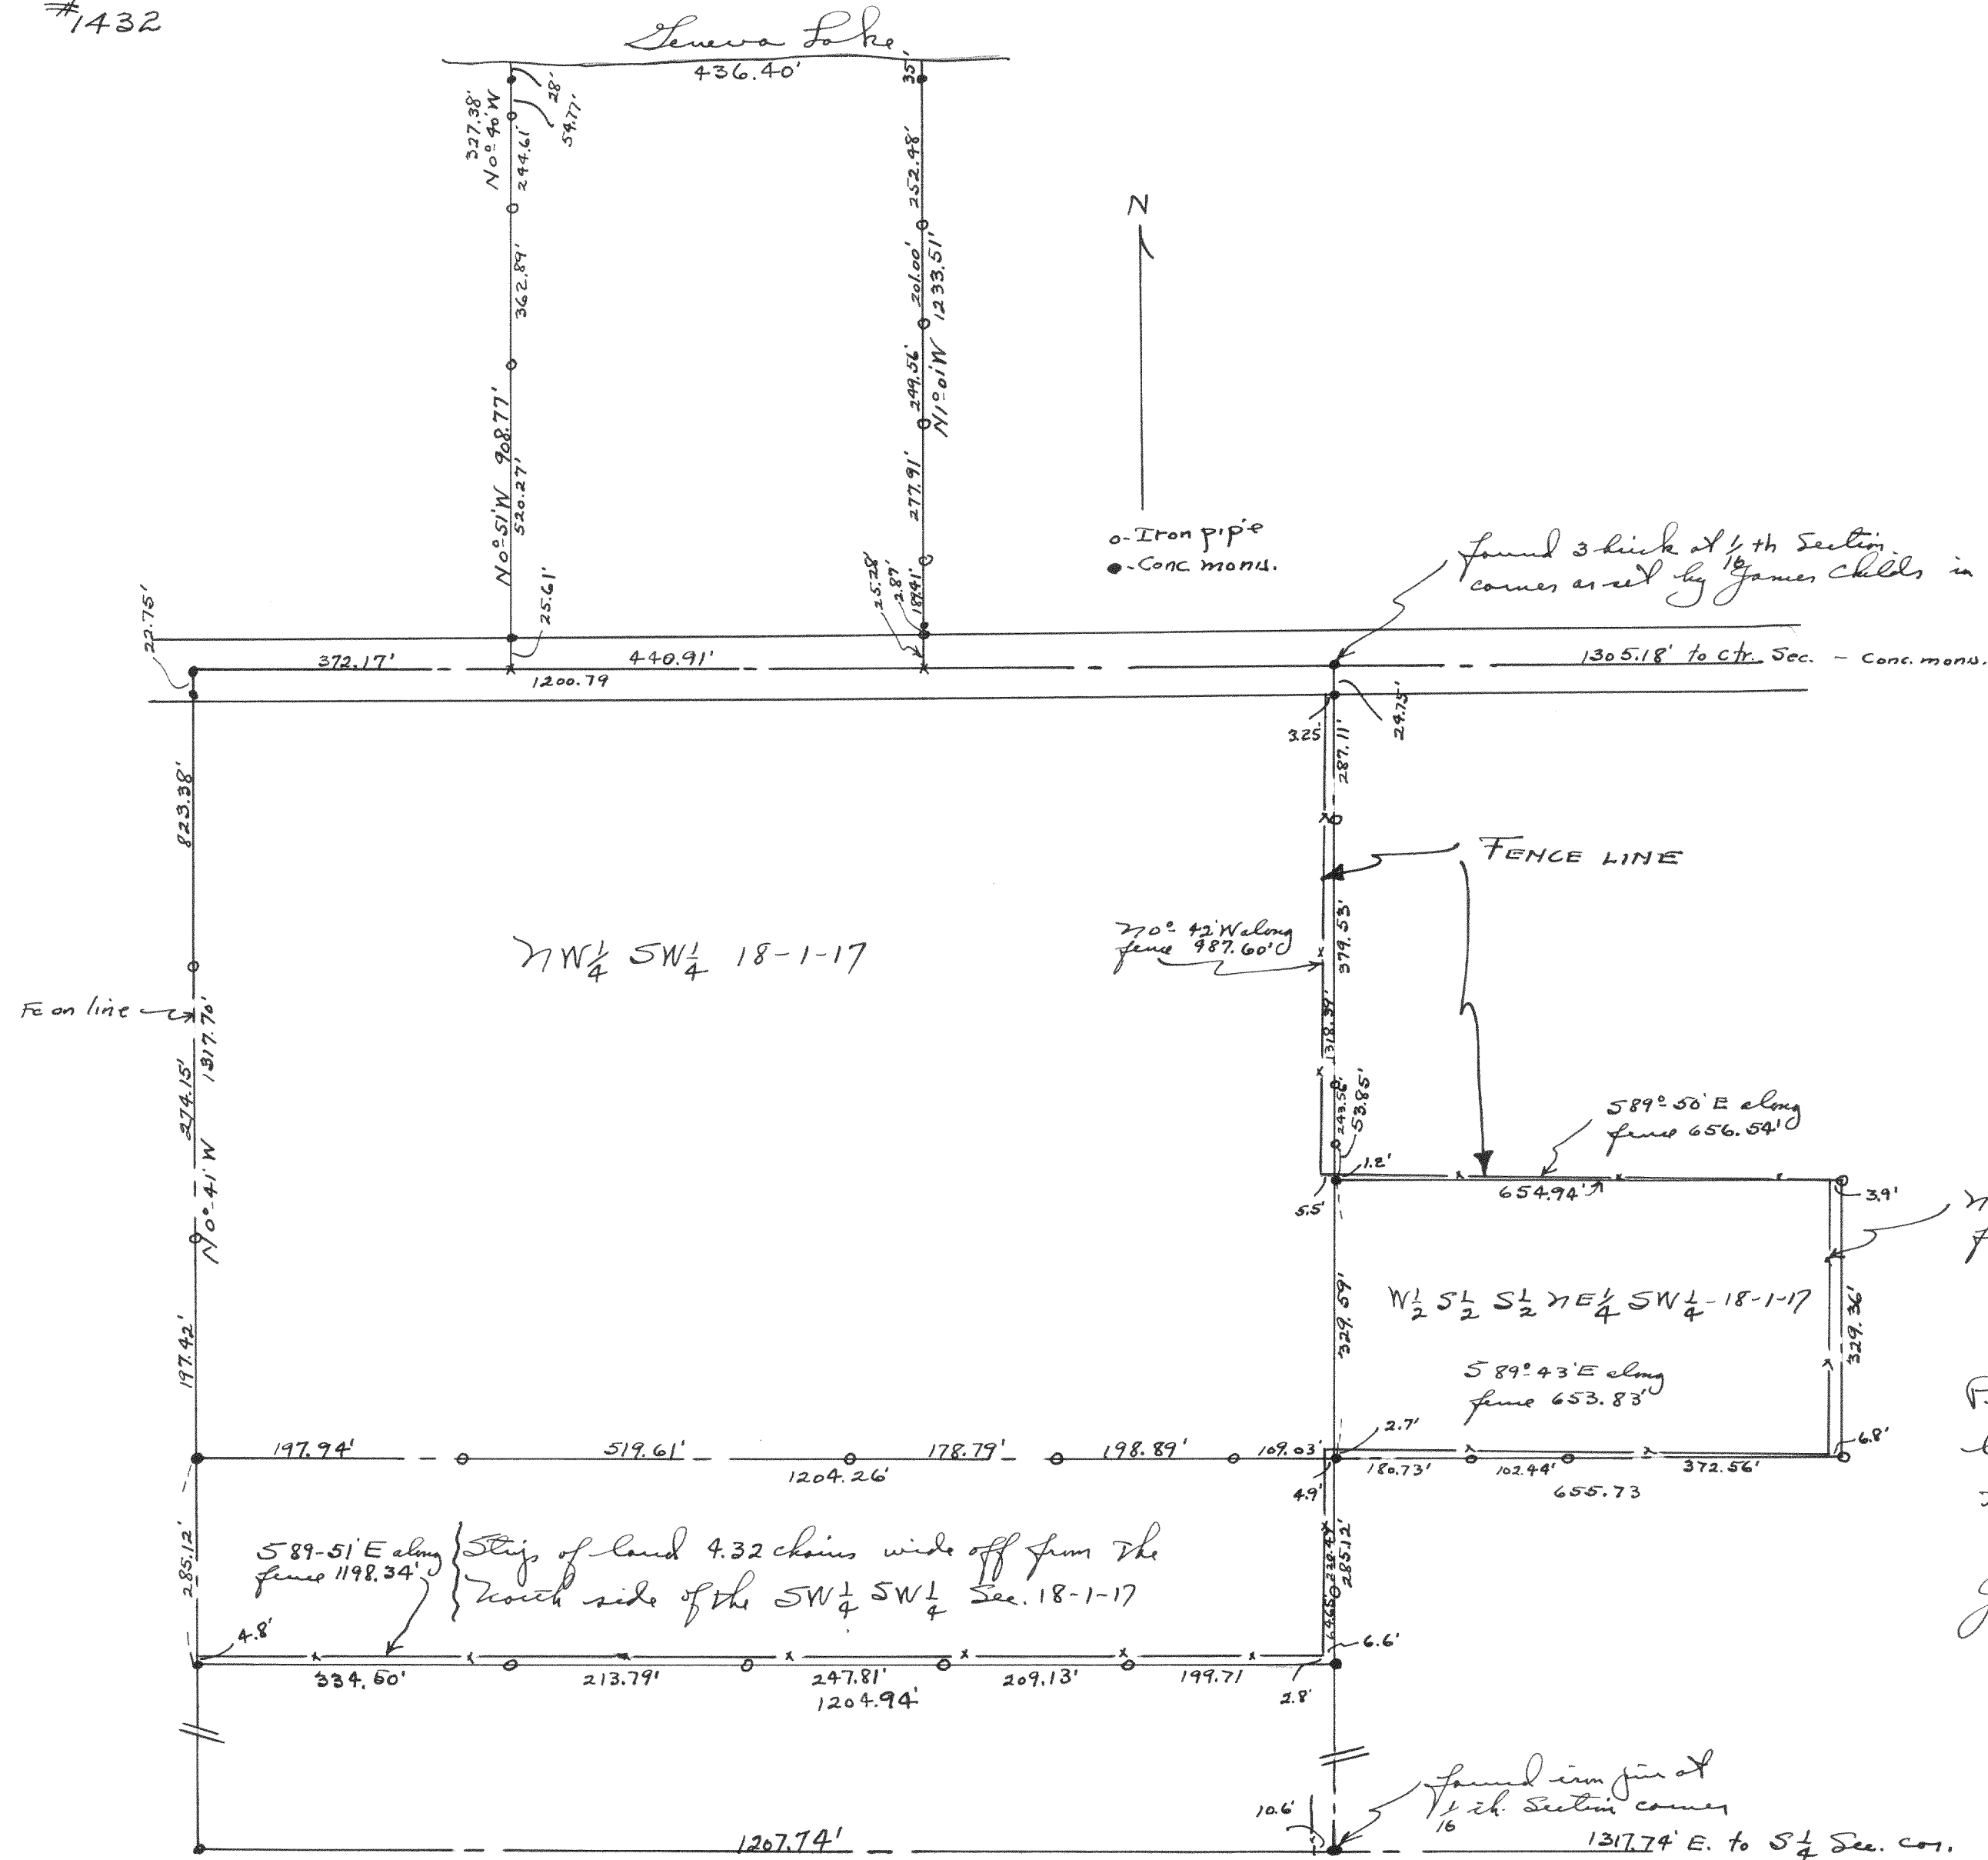 #1432
Geneva Lake
436.40'
35'
28'
54.77'
327.38'
N0°-40'W
244.61'
252.48'
362.89'
201.00'
N1°-01'W 1233.51'
249.56'
277.91'
N0°-51'W 908.77'
520.27'
N
o-Iron pipe
●-Conc. monu.
found 3 brick at 1/16 th Section
corner as set by James Childs in
22.75'
25.61'
25.28'
2.87'
372.17'
440.91'
1200.79
1305.18' to ctr. Sec. - Conc. monu.
3.25
24.75'
287.11'
823.38'
FENCE LINE
N0°-42'W along
fence 987.60'
379.53'
NW¼ SW¼ 18-1-17
Fc on line
1318.39'
274.15'
N0°-41'W 1317.70'
243.56'
53.85'
S89°-50'E along
fence 656.54'
1.2'
654.94'
5.5'
3.9'
W½ S½ S½ NE¼ SW¼-18-1-17
329.59'
329.36'
197.42'
S89°-43'E along
fence 653.83'
2.7'
6.8'
197.94'
519.61'
178.79'
198.89'
109.03'
1204.26'
180.73'
102.44'
372.56'
655.73
4.9'
285.12'
285.12'
64.65
S89-51'E along
fence 1198.34'
Strip of land 4.32 chains wide off from the
North side of the SW¼ SW¼ Sec. 18-1-17
4.8'
6.6'
334.50'
213.79'
247.81'
209.13'
199.71
1204.94'
2.8'
found iron pin at
1/16 th. Section corner
10.6'
1207.74'
1317.74' E. to S¼ Sec. cor.